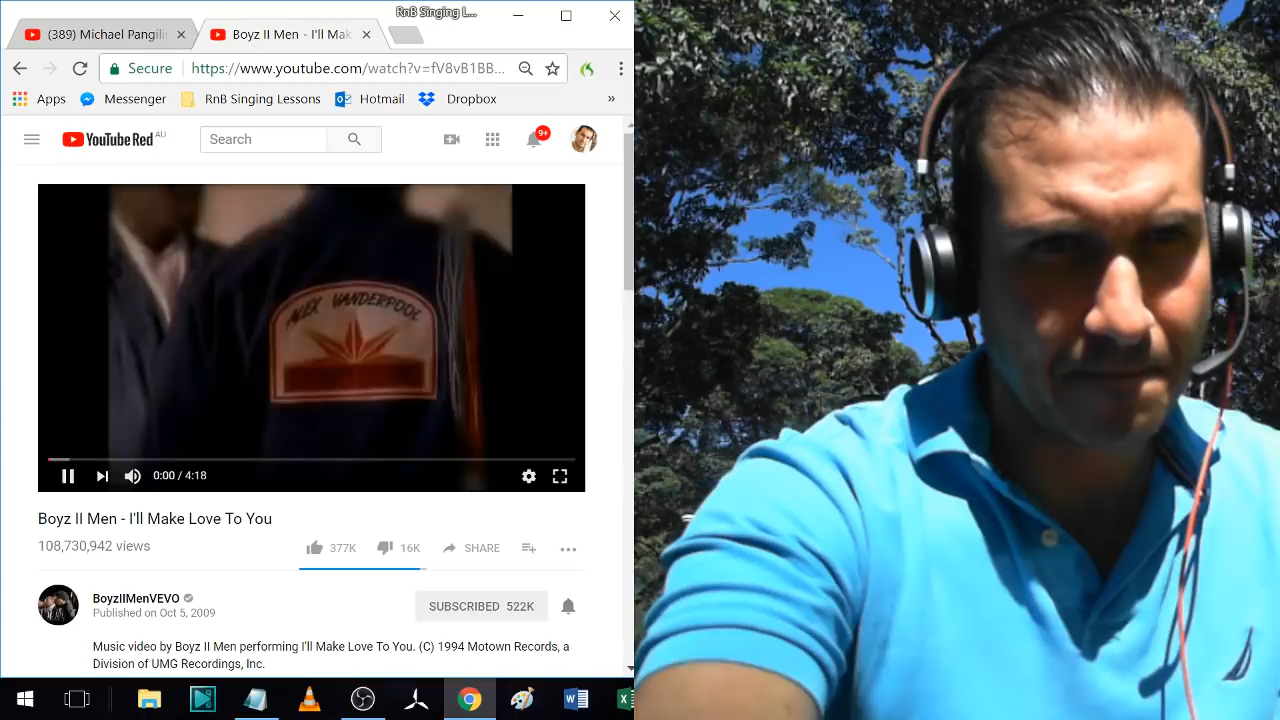 RnB Singing L...
(389) Michael Pangili
Boyz II Men - I'll Mak
Secure
https://www.youtube.com/watch?v=fV8vB1BB...
Apps
Messenger
RnB Singing Lessons
Hotmail
Dropbox
»
YouTube Red AU
Search
9+
ALEX VANDERPOOL
0:00 / 4:18
Boyz II Men - I'll Make Love To You
108,730,942 views
377K
16K
SHARE
BoyzIIMenVEVO
Published on Oct 5, 2009
SUBSCRIBED 522K
Music video by Boyz II Men performing I'll Make Love To You. (C) 1994 Motown Records, a
Division of UMG Recordings, Inc.